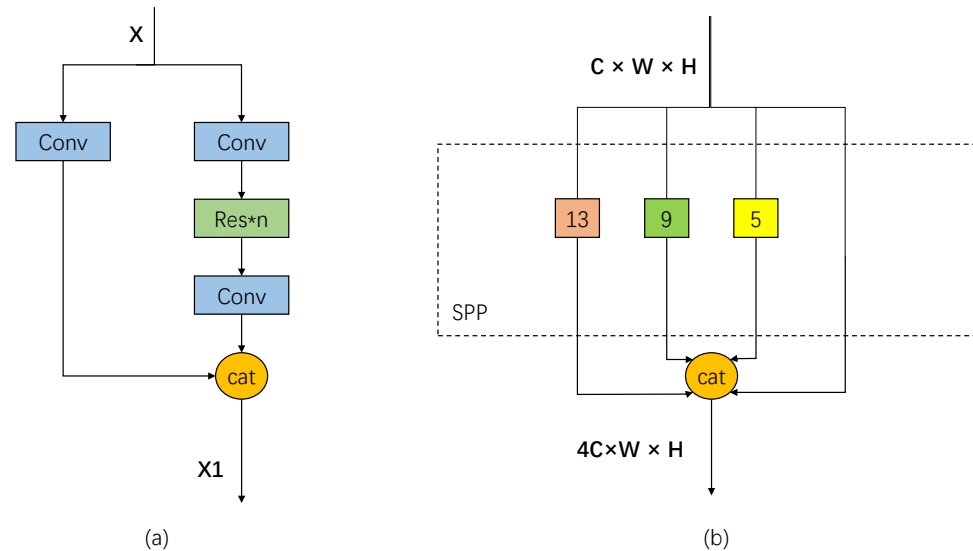 X
Conv
Conv
Res*n
Conv
cat
X1
(a)
C × W × H
13
9
5
SPP
cat
4C×W × H
(b)